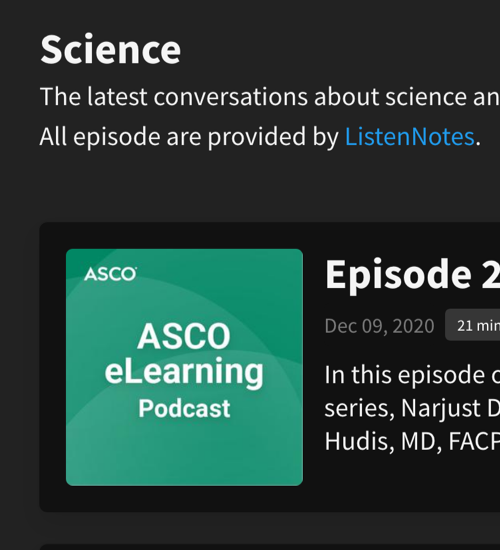 Science
The latest conversations about science an
All episode are provided by ListenNotes.
ASCO
ASCO
eLearning
Podcast
Episode 2
Dec 09, 2020 21 min
In this episode o
series, Narjust D
Hudis, MD, FACP